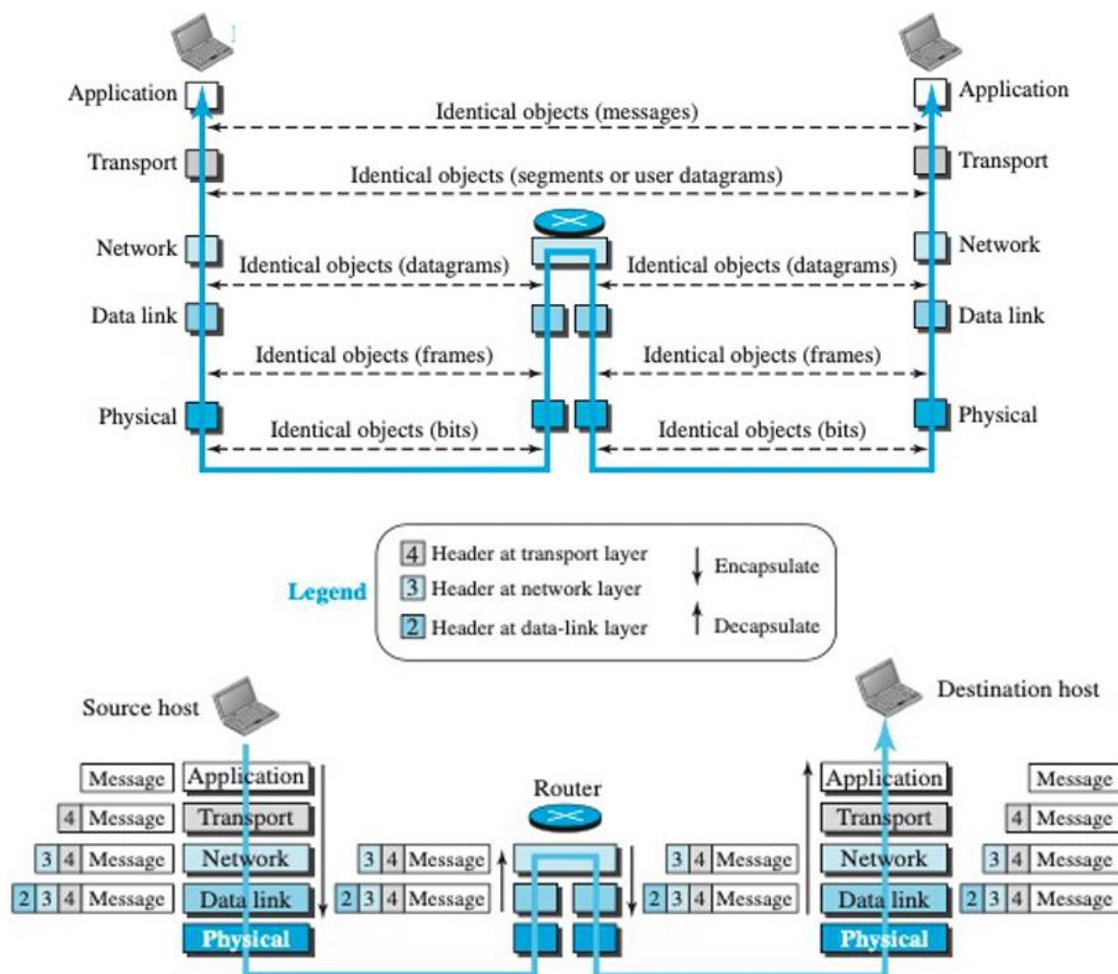 Application
Application
Identical objects (messages)
Transport
Transport
Identical objects (segments or user datagrams)
Network
Network
Identical objects (datagrams)
Identical objects (datagrams)
Data link
Data link
Identical objects (frames)
Identical objects (frames)
Physical
Physical
Identical objects (bits)
Identical objects (bits)
Legend
4 Header at transport layer
3 Header at network layer
2 Header at data-link layer
Encapsulate
Decapsulate
Source host
Destination host
Router
Message Application
4 Message Transport
3 4 Message Network
2 3 4 Message Data link
Physical
3 4 Message
2 3 4 Message
3 4 Message
2 3 4 Message
Application Message
Transport 4 Message
Network 3 4 Message
Data link 2 3 4 Message
Physical